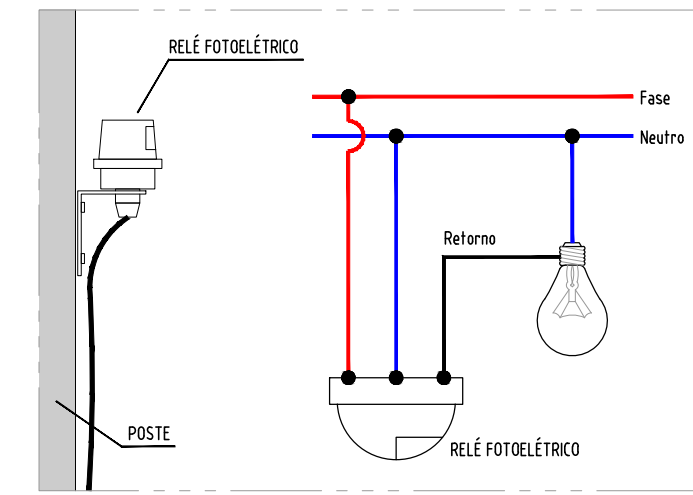 RELÉ FOTOELÉTRICO
Fase
Neutro
Retorno
POSTE
RELÉ FOTOELÉTRICO